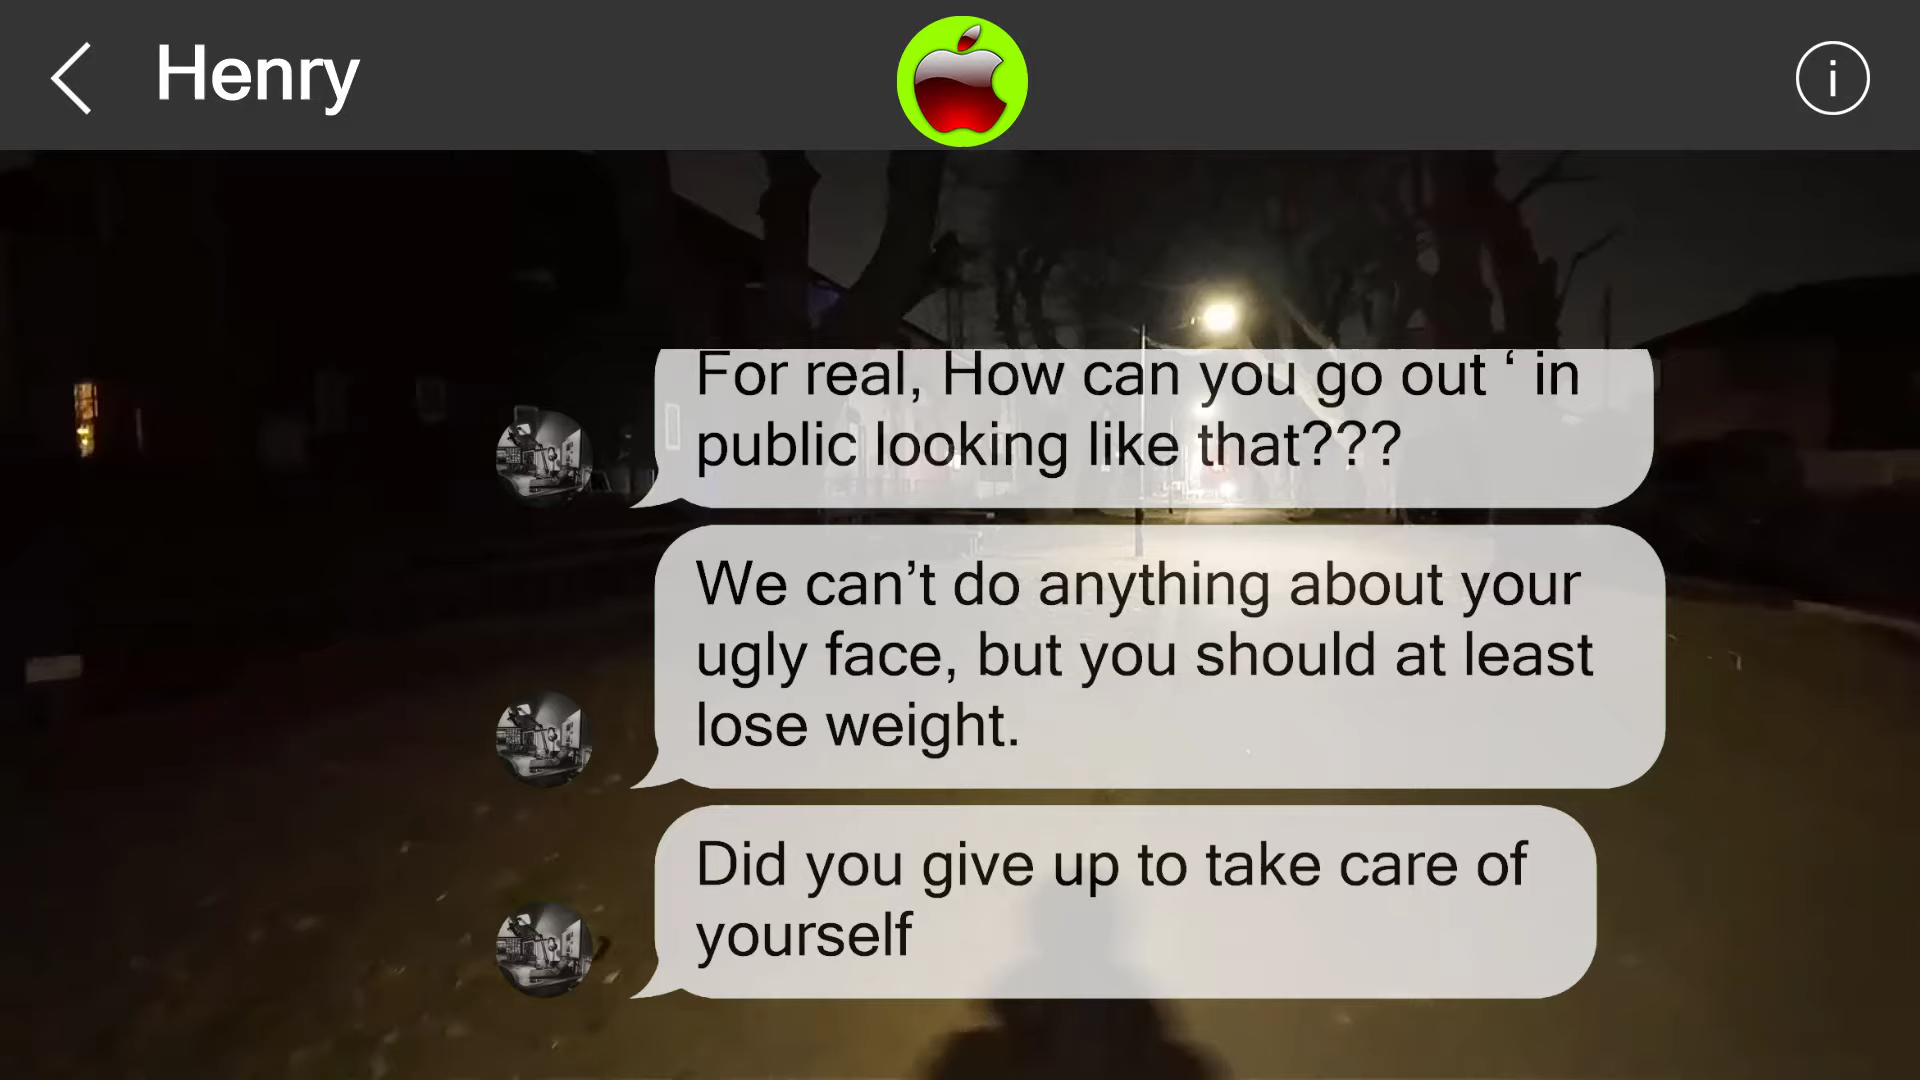 Henry
i
For real, How can you go out ‘ in
public looking like that???
We can’t do anything about your
ugly face, but you should at least
lose weight.
Did you give up to take care of
yourself